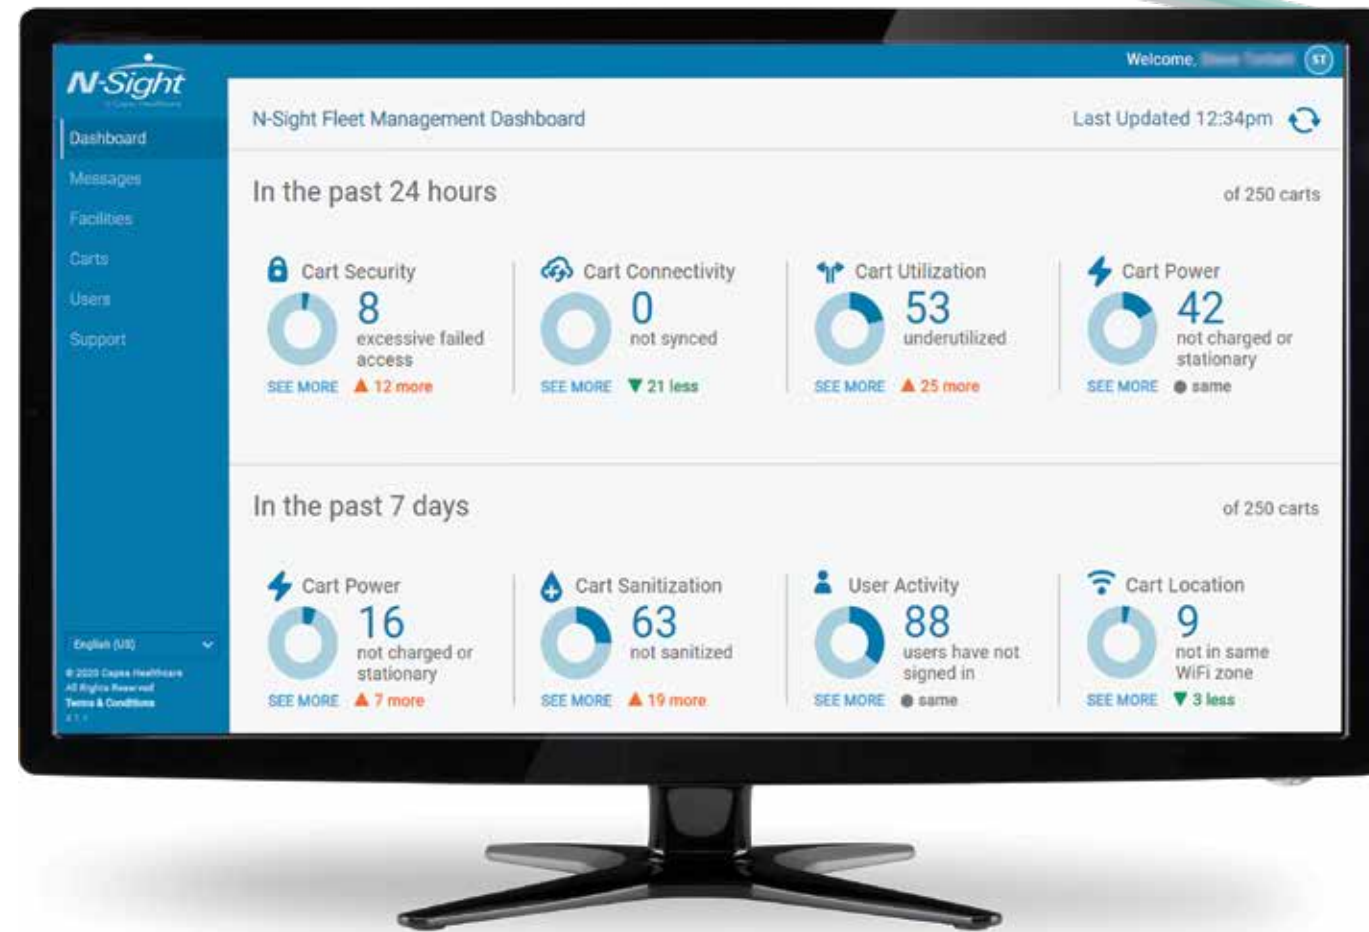 Welcome,
ST
N-Sight
N-Sight Fleet Management Dashboard
Last Updated 12:34pm
Dashboard
Messages
Facilities
Carts
Users
Support
In the past 24 hours
of 250 carts
Cart Security
8
excessive failed
access
SEE MORE ▲ 12 more
Cart Connectivity
0
not synced
SEE MORE ▼ 21 less
Cart Utilization
53
underutilized
SEE MORE ▲ 25 more
Cart Power
42
not charged or
stationary
SEE MORE ● same
In the past 7 days
of 250 carts
Cart Power
16
not charged or
stationary
SEE MORE ▲ 7 more
Cart Sanitization
63
not sanitized
SEE MORE ▲ 19 more
User Activity
88
users have not
signed in
SEE MORE ● same
Cart Location
9
not in same
WiFi zone
SEE MORE ▼ 3 less
English (US)
© 2020 Capsa Healthcare
All Rights Reserved
Terms & Conditions